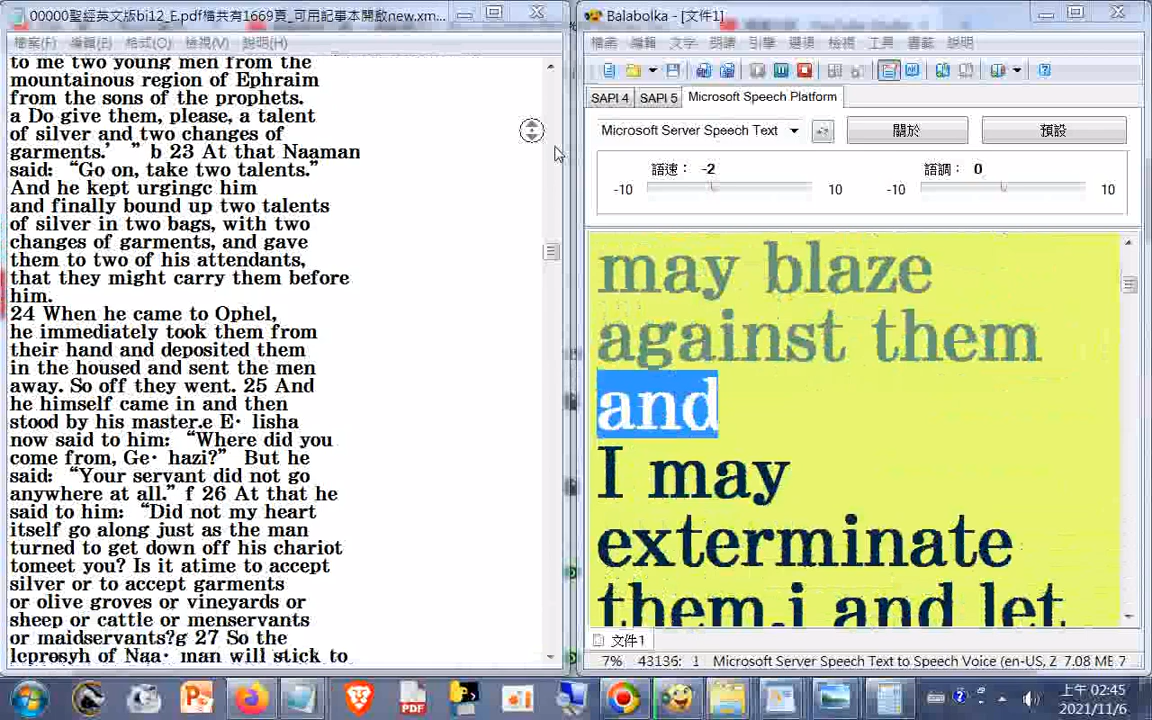 00000聖經英文版bi12_E.pdf檔共有1669頁_可用記事本開啟new.xm...
檔案(F) 編輯(E) 格式(O) 檢視(V) 說明(H)
to me two young men from the
mountainous region of Ephraim
from the sons of the prophets.
a Do give them, please, a talent
of silver and two changes of
garments.’ ” b 23 At that Naaman
said: “Go on, take two talents.”
And he kept urgingc him
and finally bound up two talents
of silver in two bags, with two
changes of garments, and gave
them to two of his attendants,
that they might carry them before
him.
24 When he came to Ophel,
he immediately took them from
their hand and deposited them
in the housed and sent the men
away. So off they went. 25 And
he himself came in and then
stood by his master.e E· lisha
now said to him: “Where did you
come from, Ge· hazi?” But he
said: “Your servant did not go
anywhere at all.” f 26 At that he
said to him: “Did not my heart
itself go along just as the man
turned to get down off his chariot
tomeet you? Is it atime to accept
silver or to accept garments
or olive groves or vineyards or
sheep or cattle or menservants
or maidservants?g 27 So the
leprosyh of Naa· man will stick to
Balabolka - [文件1]
檔案 編輯 文字 朗讀 引擎 選項 檢視 工具 書籤 說明
SAPI 4 SAPI 5 Microsoft Speech Platform
Microsoft Server Speech Text 關於 預設
語速： -2 語調： 0
-10 10 -10 10
may blaze
against them
and
I may
exterminate
them,i and let
文件1
7% 43136: 1 Microsoft Server Speech Text to Speech Voice (en-US, Z 7.08 ME 7
PDF
上午 02:45
2021/11/6